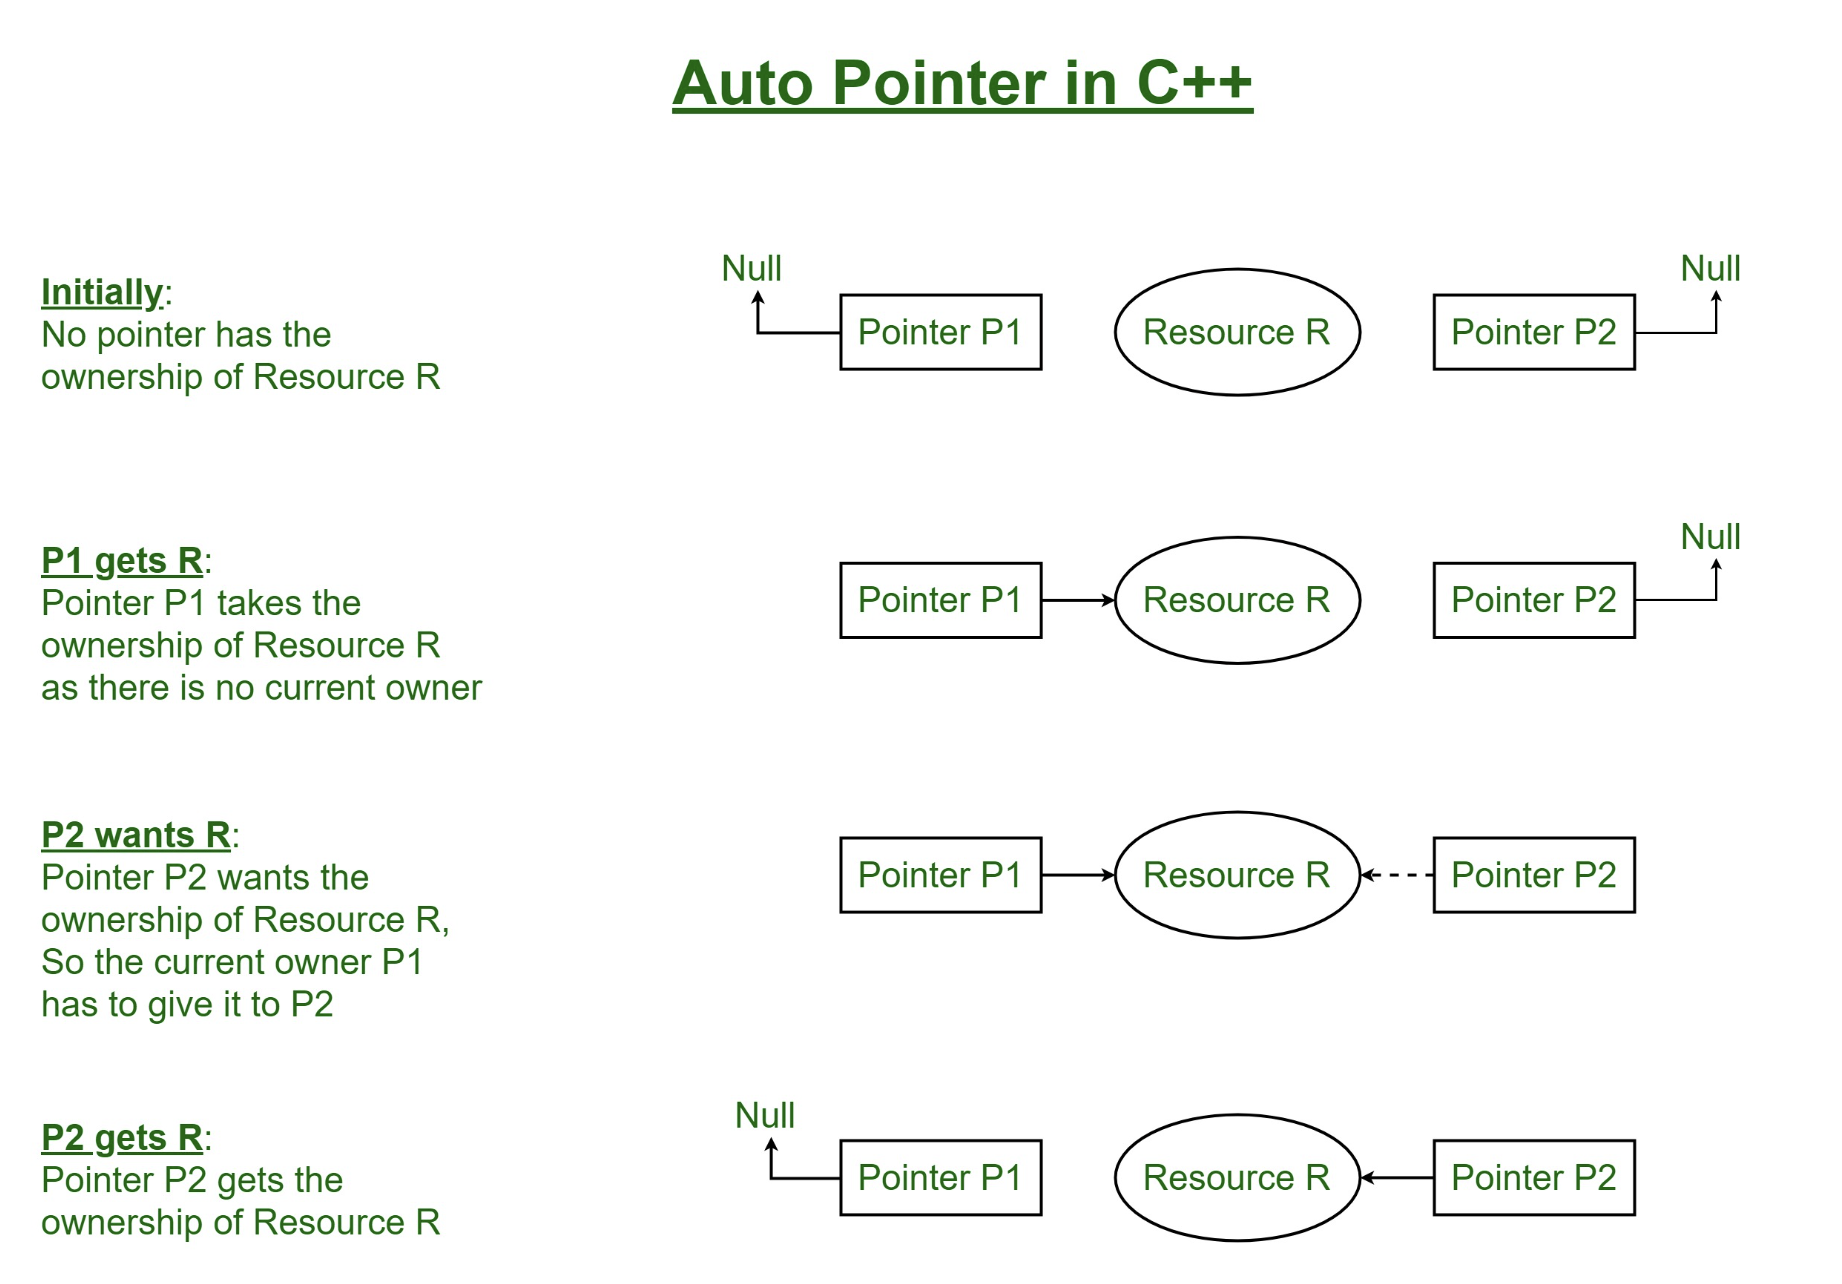 Auto Pointer in C++
Initially:
No pointer has the
ownership of Resource R
Null
Pointer P1
Resource R
Pointer P2
Null
P1 gets R:
Pointer P1 takes the
ownership of Resource R
as there is no current owner
Pointer P1
Resource R
Pointer P2
Null
P2 wants R:
Pointer P2 wants the
ownership of Resource R,
So the current owner P1
has to give it to P2
Pointer P1
Resource R
Pointer P2
P2 gets R:
Pointer P2 gets the
ownership of Resource R
Null
Pointer P1
Resource R
Pointer P2